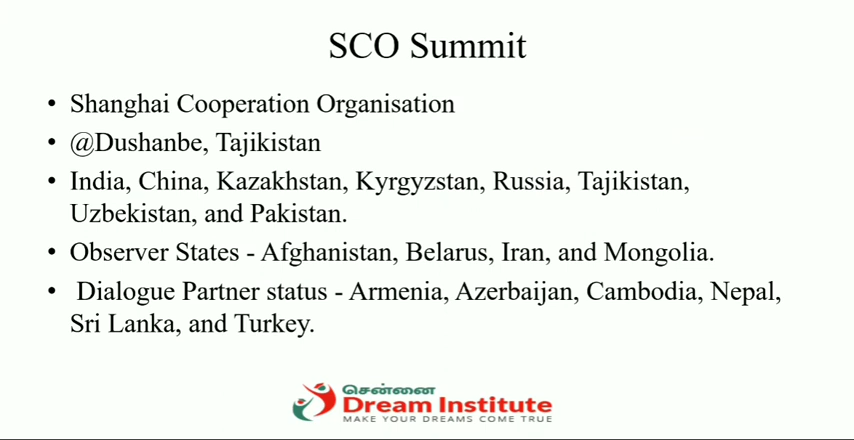 SCO Summit
• Shanghai Cooperation Organisation
• @Dushanbe, Tajikistan
• India, China, Kazakhstan, Kyrgyzstan, Russia, Tajikistan,
Uzbekistan, and Pakistan.
• Observer States - Afghanistan, Belarus, Iran, and Mongolia.
• Dialogue Partner status - Armenia, Azerbaijan, Cambodia, Nepal,
Sri Lanka, and Turkey.
சென்னை
Dream Institute
MAKE YOUR DREAMS COME TRUE